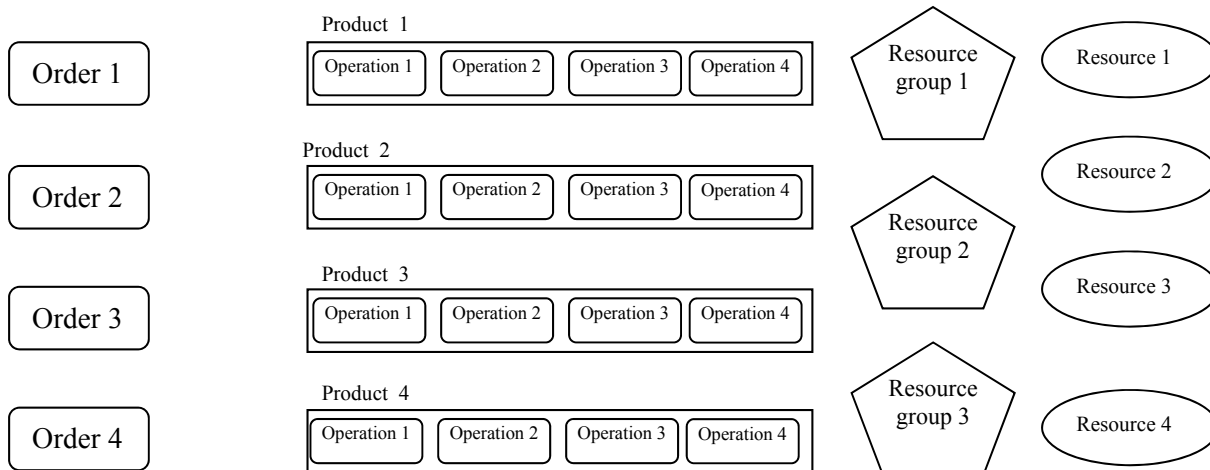 Order 1
Product 1
Operation 1 Operation 2 Operation 3 Operation 4
Resource
group 1
Resource 1
Order 2
Product 2
Operation 1 Operation 2 Operation 3 Operation 4
Resource
group 2
Resource 2
Order 3
Product 3
Operation 1 Operation 2 Operation 3 Operation 4
Resource 3
Order 4
Product 4
Operation 1 Operation 2 Operation 3 Operation 4
Resource
group 3
Resource 4